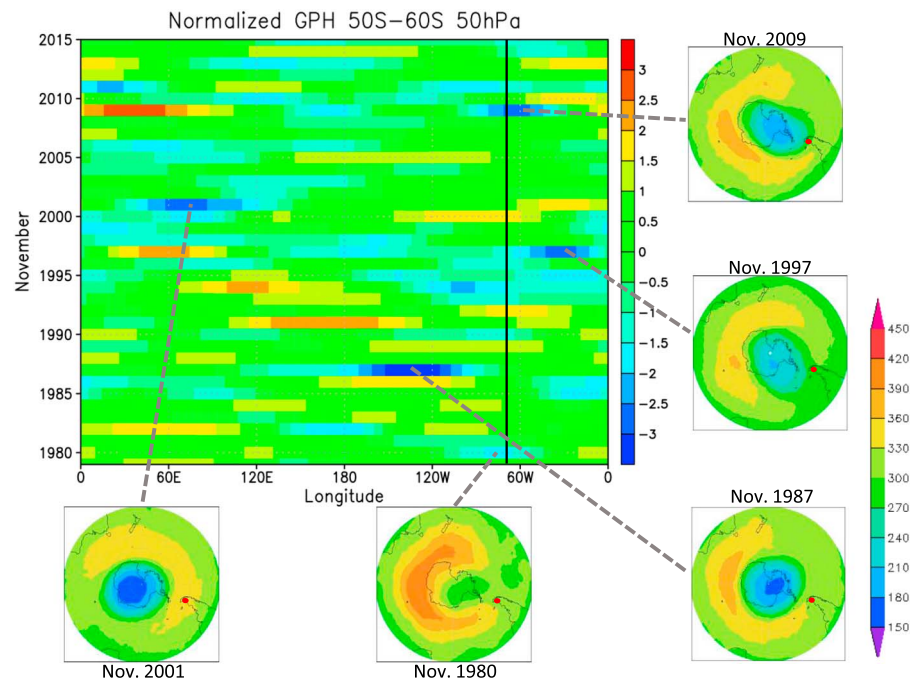 Normalized GPH 50S−60S 50hPa
2015
2010
2005
2000
1995
1990
1985
1980
November
0
60E
120E
180
120W
60W
0
Longitude
3
2.5
2
1.5
1
0.5
0
−0.5
−1
−1.5
−2
−2.5
−3
Nov. 2009
Nov. 1997
Nov. 1987
Nov. 2001
Nov. 1980
450
420
390
360
330
300
270
240
210
180
150